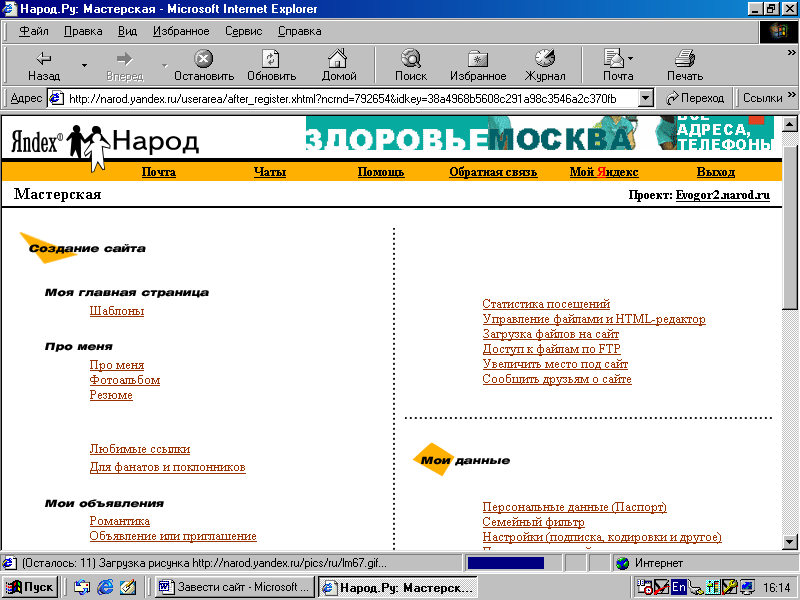 Народ.Ру: Мастерская - Microsoft Internet Explorer
Файл Правка Вид Избранное Сервис Справка
Назад Вперед Остановить Обновить Домой Поиск Избранное Журнал Почта Печать
Адрес http://narod.yandex.ru/userarea/after_register.xhtml?ncrnd=792654&idkey=38a4968b5608c291a98c3546a2c370fb Переход Ссылки
Яndex® Народ
ЗДОРОВЬЕ МОСКВА
ВСЕ
АДРЕСА,
ТЕЛЕФОНЫ
Почта Чаты Помощь Обратная связь Мой Яндекс Выход
Мастерская Проект: Evogor2.narod.ru
Создание сайта
Моя главная страница
Шаблоны
Про меня
Про меня
Фотоальбом
Резюме
Любимые ссылки
Для фанатов и поклонников
Мои объявления
Романтика
Объявление или приглашение
Статистика посещений
Управление файлами и HTML-редактор
Загрузка файлов на сайт
Доступ к файлам по FTP
Увеличить место под сайт
Сообщить друзьям о сайте
Мои данные
Персональные данные (Паспорт)
Семейный фильтр
Настройки (подписка, кодировки и другое)
(Осталось: 11) Загрузка рисунка http://narod.yandex.ru/pics/ru/lm67.gif... Интернет
Пуск Завести сайт - Microsoft ... Народ.Ру: Мастерск... En 16:14